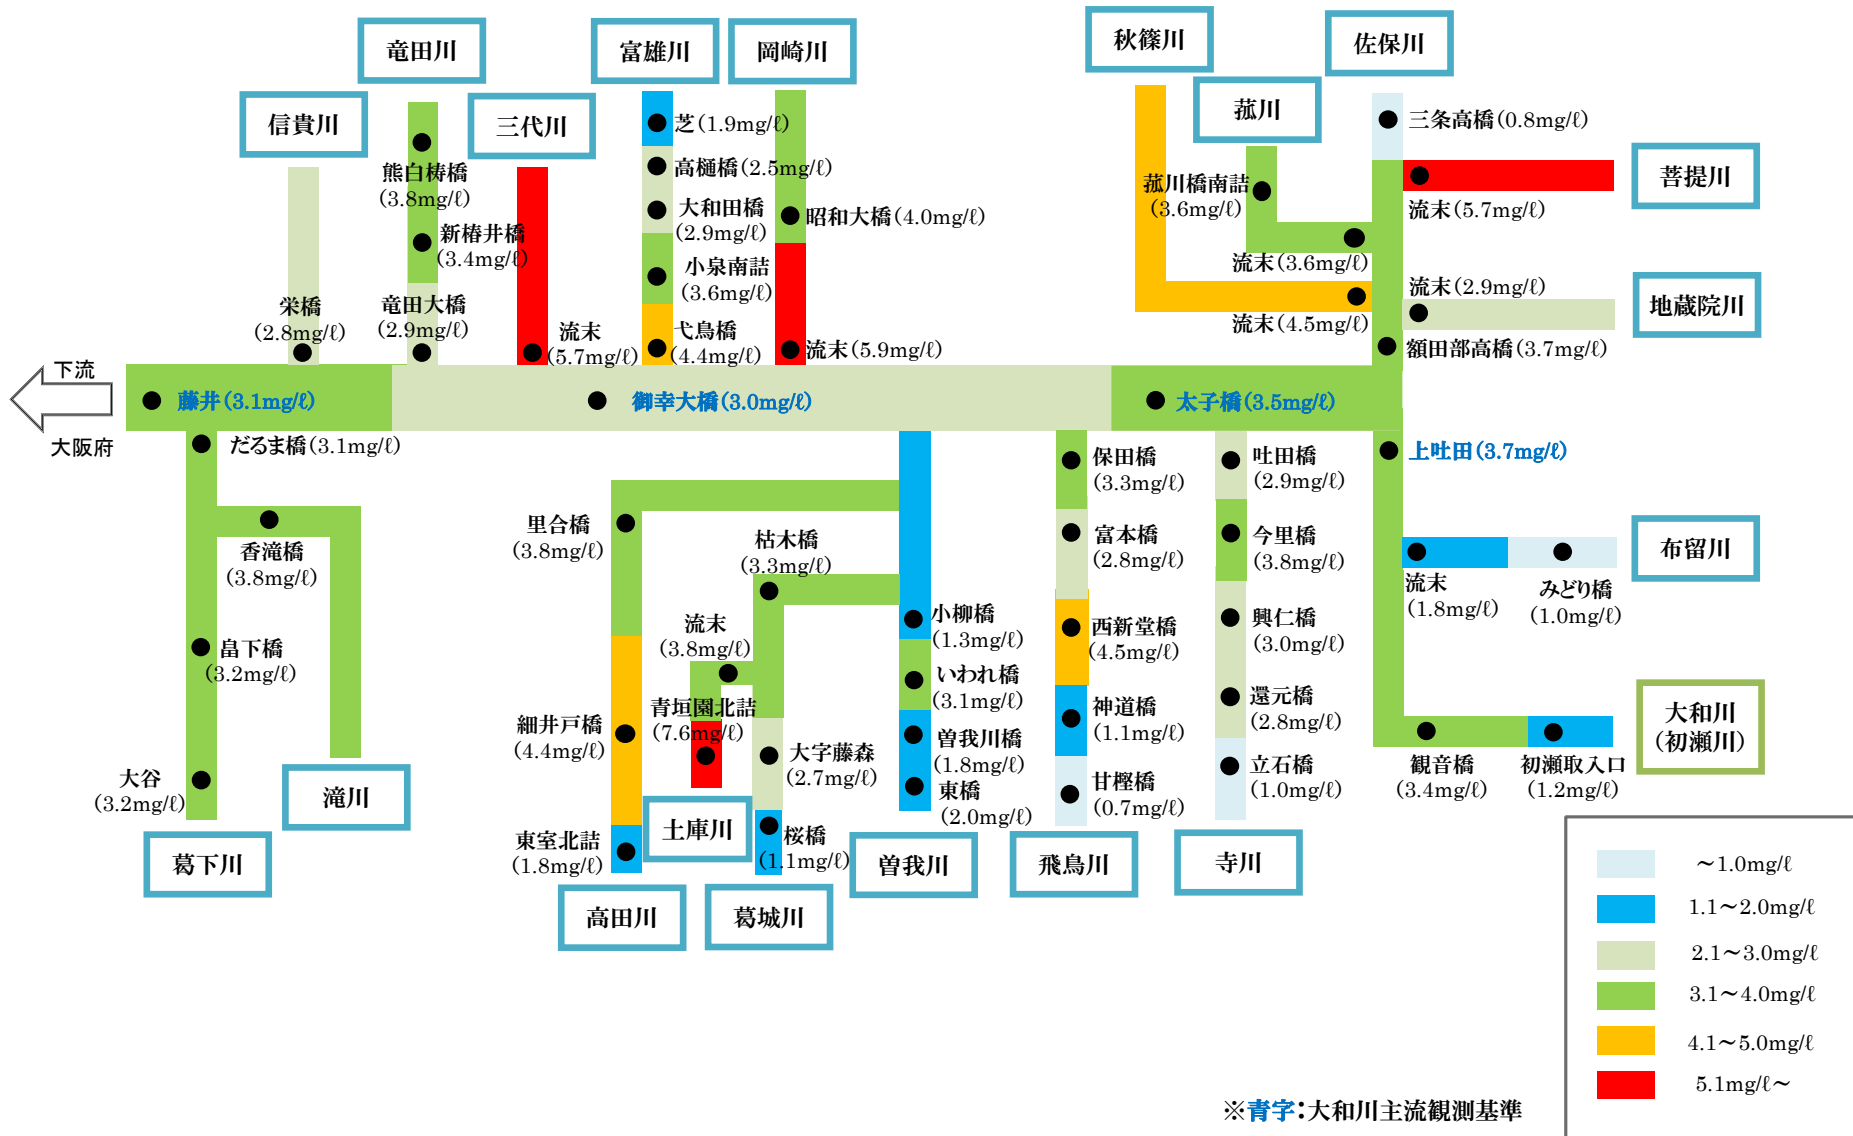 竜田川
富雄川
岡崎川
秋篠川
佐保川
信貴川
三代川
菰川
芝(1.9mg/ℓ)
三条高橋(0.8mg/ℓ)
菩提川
熊白梼橋
(3.8mg/ℓ)
高樋橋(2.5mg/ℓ)
菰川橋南詰
(3.6mg/ℓ)
流末(5.7mg/ℓ)
大和田橋
(2.9mg/ℓ)
昭和大橋(4.0mg/ℓ)
新椿井橋
(3.4mg/ℓ)
小泉南詰
(3.6mg/ℓ)
流末(3.6mg/ℓ)
流末(2.9mg/ℓ)
地蔵院川
栄橋
(2.8mg/ℓ)
竜田大橋
(2.9mg/ℓ)
流末
(5.7mg/ℓ)
弋鳥橋
(4.4mg/ℓ)
流末(5.9mg/ℓ)
流末(4.5mg/ℓ)
額田部高橋(3.7mg/ℓ)
下流
大阪府
藤井(3.1mg/ℓ)
御幸大橋(3.0mg/ℓ)
太子橋(3.5mg/ℓ)
だるま橋(3.1mg/ℓ)
保田橋
(3.3mg/ℓ)
吐田橋
(2.9mg/ℓ)
上吐田(3.7mg/ℓ)
里合橋
(3.8mg/ℓ)
枯木橋
(3.3mg/ℓ)
富本橋
(2.8mg/ℓ)
今里橋
(3.8mg/ℓ)
布留川
香滝橋
(3.8mg/ℓ)
流末
(1.8mg/ℓ)
みどり橋
(1.0mg/ℓ)
流末
(3.8mg/ℓ)
小柳橋
(1.3mg/ℓ)
西新堂橋
(4.5mg/ℓ)
興仁橋
(3.0mg/ℓ)
畠下橋
(3.2mg/ℓ)
いわれ橋
(3.1mg/ℓ)
細井戸橋
(4.4mg/ℓ)
青垣園北詰
(7.6mg/ℓ)
神道橋
(1.1mg/ℓ)
還元橋
(2.8mg/ℓ)
大和川
(初瀬川)
大字藤森
(2.7mg/ℓ)
曽我川橋
(1.8mg/ℓ)
観音橋
(3.4mg/ℓ)
初瀬取入口
(1.2mg/ℓ)
大谷
(3.2mg/ℓ)
滝川
東橋
(2.0mg/ℓ)
甘樫橋
(0.7mg/ℓ)
立石橋
(1.0mg/ℓ)
東室北詰
(1.8mg/ℓ)
土庫川
桜橋
(1.1mg/ℓ)
葛下川
曽我川
飛鳥川
寺川
高田川
葛城川
～1.0mg/ℓ
1.1～2.0mg/ℓ
2.1～3.0mg/ℓ
3.1～4.0mg/ℓ
4.1～5.0mg/ℓ
5.1mg/ℓ～
※青字:大和川主流観測基準